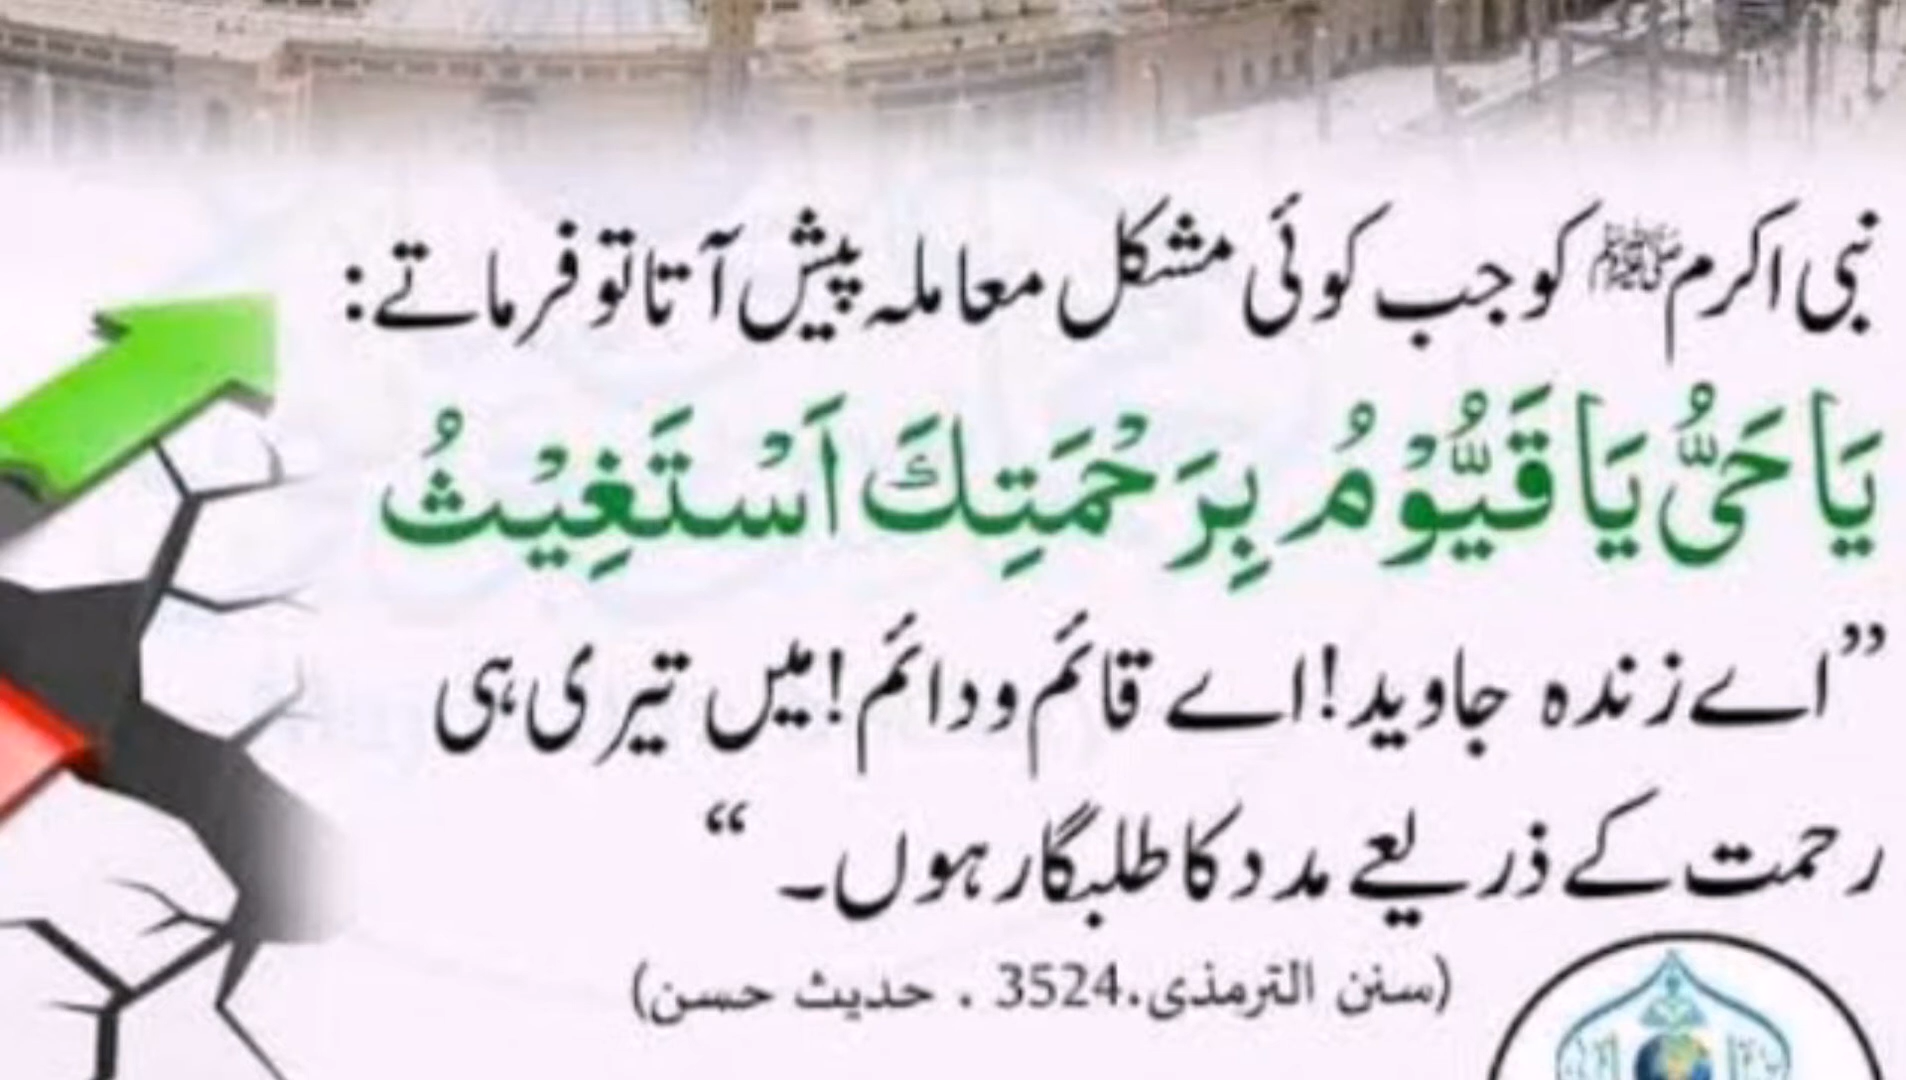 نبی اکرم ﷺ کو جب کوئی مشکل معاملہ پیش آتا تو فرماتے:
يَا حَىُّ يَا قَيُّوْمُ بِرَحْمَتِكَ اَسْتَغِيْثُ
”اے زندہ جاوید! اے قائم و دائم! میں تیری ہی
رحمت کے ذریعے مدد کا طلبگار ہوں۔“
(سنن الترمذی، 3524 . حدیث حسن)